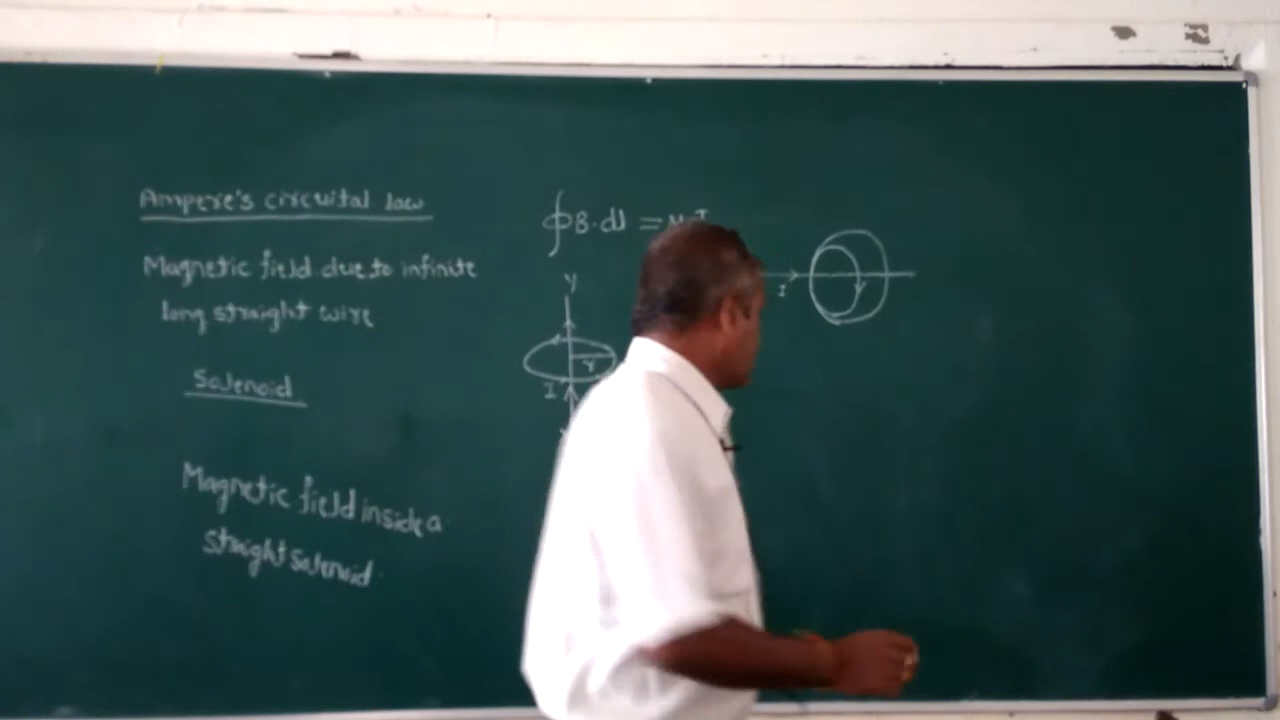 Ampere's circuital law
Magnetic field due to infinite
long straight wire
Solenoid
Magnetic field inside a
straight solenoid.
∮B·dl =
Y
r
I
I